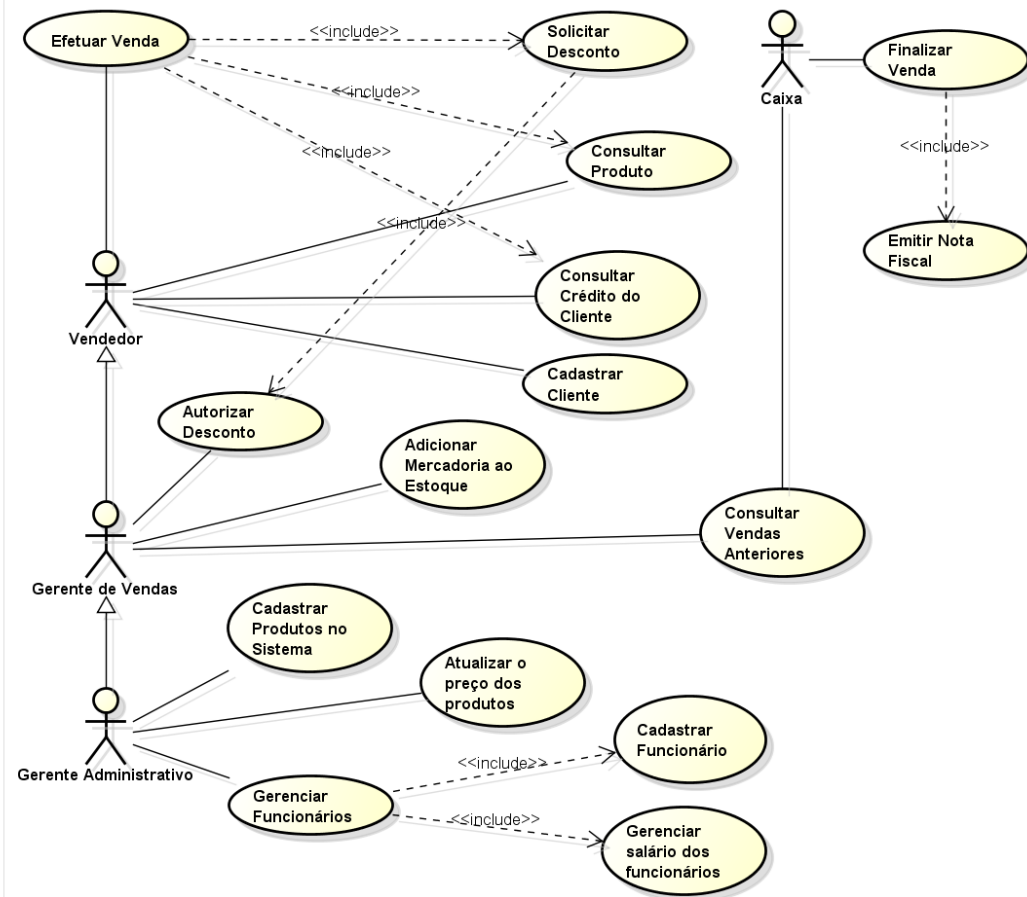 Efetuar Venda
<<include>>
Solicitar
Desconto
Caixa
Finalizar
Venda
<<include>>
<<include>>
<<include>>
Consultar
Produto
<<include>>
<<include>>
Emitir Nota
Fiscal
Vendedor
Consultar
Crédito do
Cliente
Cadastrar
Cliente
Autorizar
Desconto
Adicionar
Mercadoria ao
Estoque
Consultar
Vendas
Anteriores
Gerente de Vendas
Cadastrar
Produtos no
Sistema
Atualizar o
preço dos
produtos
Gerente Administrativo
Cadastrar
Funcionário
<<include>>
Gerenciar
Funcionários
<<include>>
Gerenciar
salário dos
funcionários